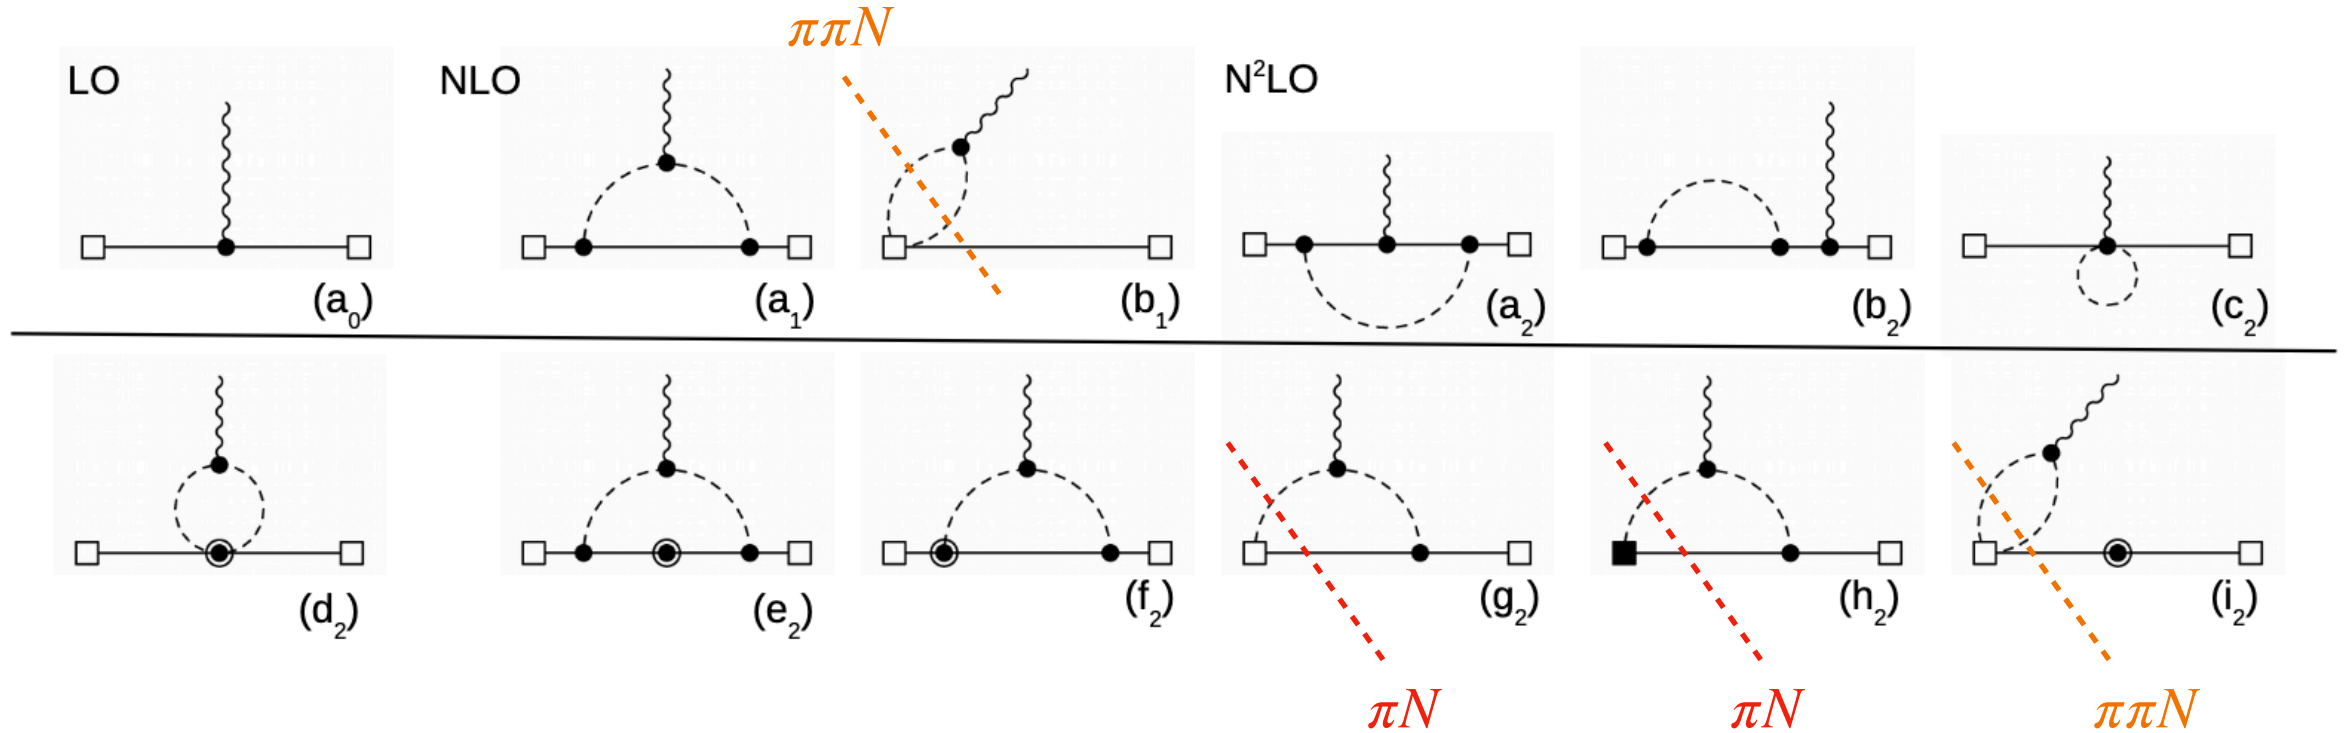 ππN
LO
NLO
N²LO
(a₀)
(a₁)
(b₁)
(a₂)
(b₂)
(c₂)
(d₂)
(e₂)
(f₂)
(g₂)
(h₂)
(i₂)
πN
πN
ππN